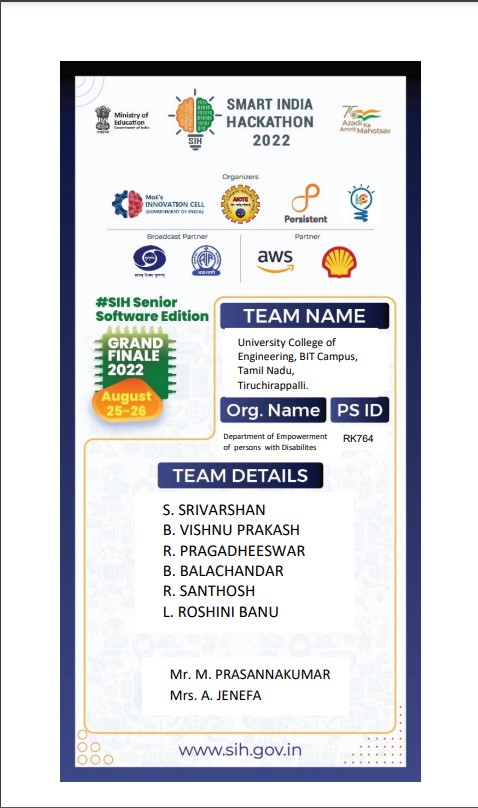 Ministry of
Education
Government of India
SIH
SMART INDIA
HACKATHON
2022
75
Azadi Ka
Amrit Mahotsav
Organizers
MoE's
INNOVATION CELL
(GOVERNMENT OF INDIA)
AICTE
Persistent
Broadcast Partner
Partner
aws
#SIH Senior
Software Edition
GRAND
FINALE
2022
August
25-26
TEAM NAME
University College of
Engineering, BIT Campus,
Tamil Nadu,
Tiruchirappalli.
Org. Name
PS ID
Department of Empowerment
of persons with Disabilites
RK764
TEAM DETAILS
S. SRIVARSHAN
B. VISHNU PRAKASH
R. PRAGADHEESWAR
B. BALACHANDAR
R. SANTHOSH
L. ROSHINI BANU
Mr. M. PRASANNAKUMAR
Mrs. A. JENEFA
www.sih.gov.in